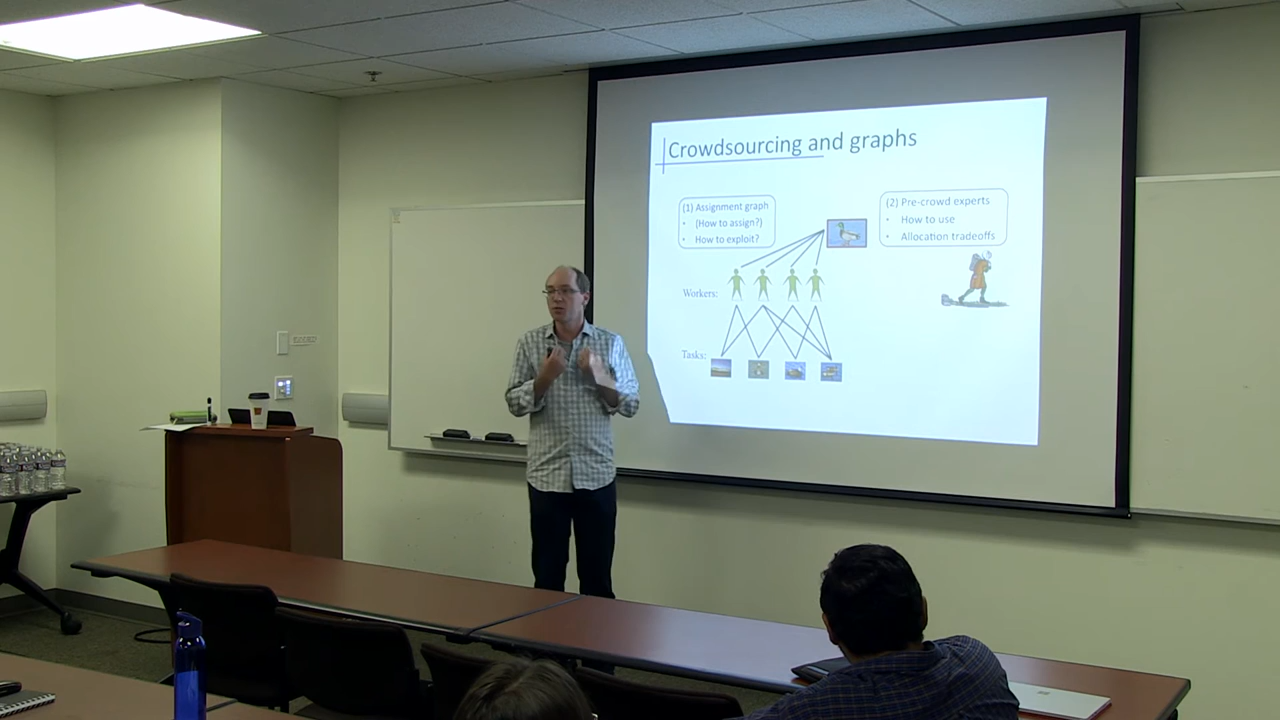 Crowdsourcing and graphs
(1) Assignment graph
• (How to assign?)
• How to exploit?
(2) Pre-crowd experts
• How to use
• Allocation tradeoffs
Workers:
Tasks: